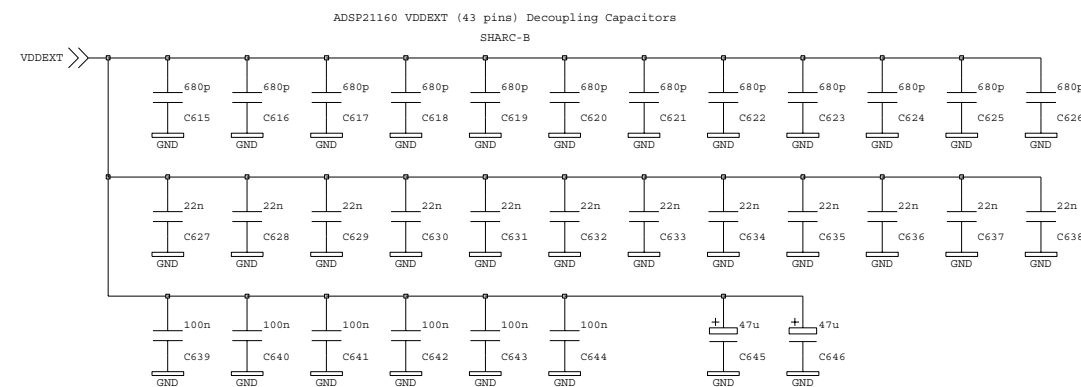 ADSP21160 VDDEXT (43 pins) Decoupling Capacitors
SHARC-B
VDDEXT
680p 680p 680p 680p 680p 680p 680p 680p 680p 680p 680p 680p
C615 C616 C617 C618 C619 C620 C621 C622 C623 C624 C625 C626
GND GND GND GND GND GND GND GND GND GND GND GND
22n 22n 22n 22n 22n 22n 22n 22n 22n 22n 22n 22n
C627 C628 C629 C630 C631 C632 C633 C634 C635 C636 C637 C638
GND GND GND GND GND GND GND GND GND GND GND GND
100n 100n 100n 100n 100n 100n + 47u + 47u
C639 C640 C641 C642 C643 C644 C645 C646
GND GND GND GND GND GND GND GND